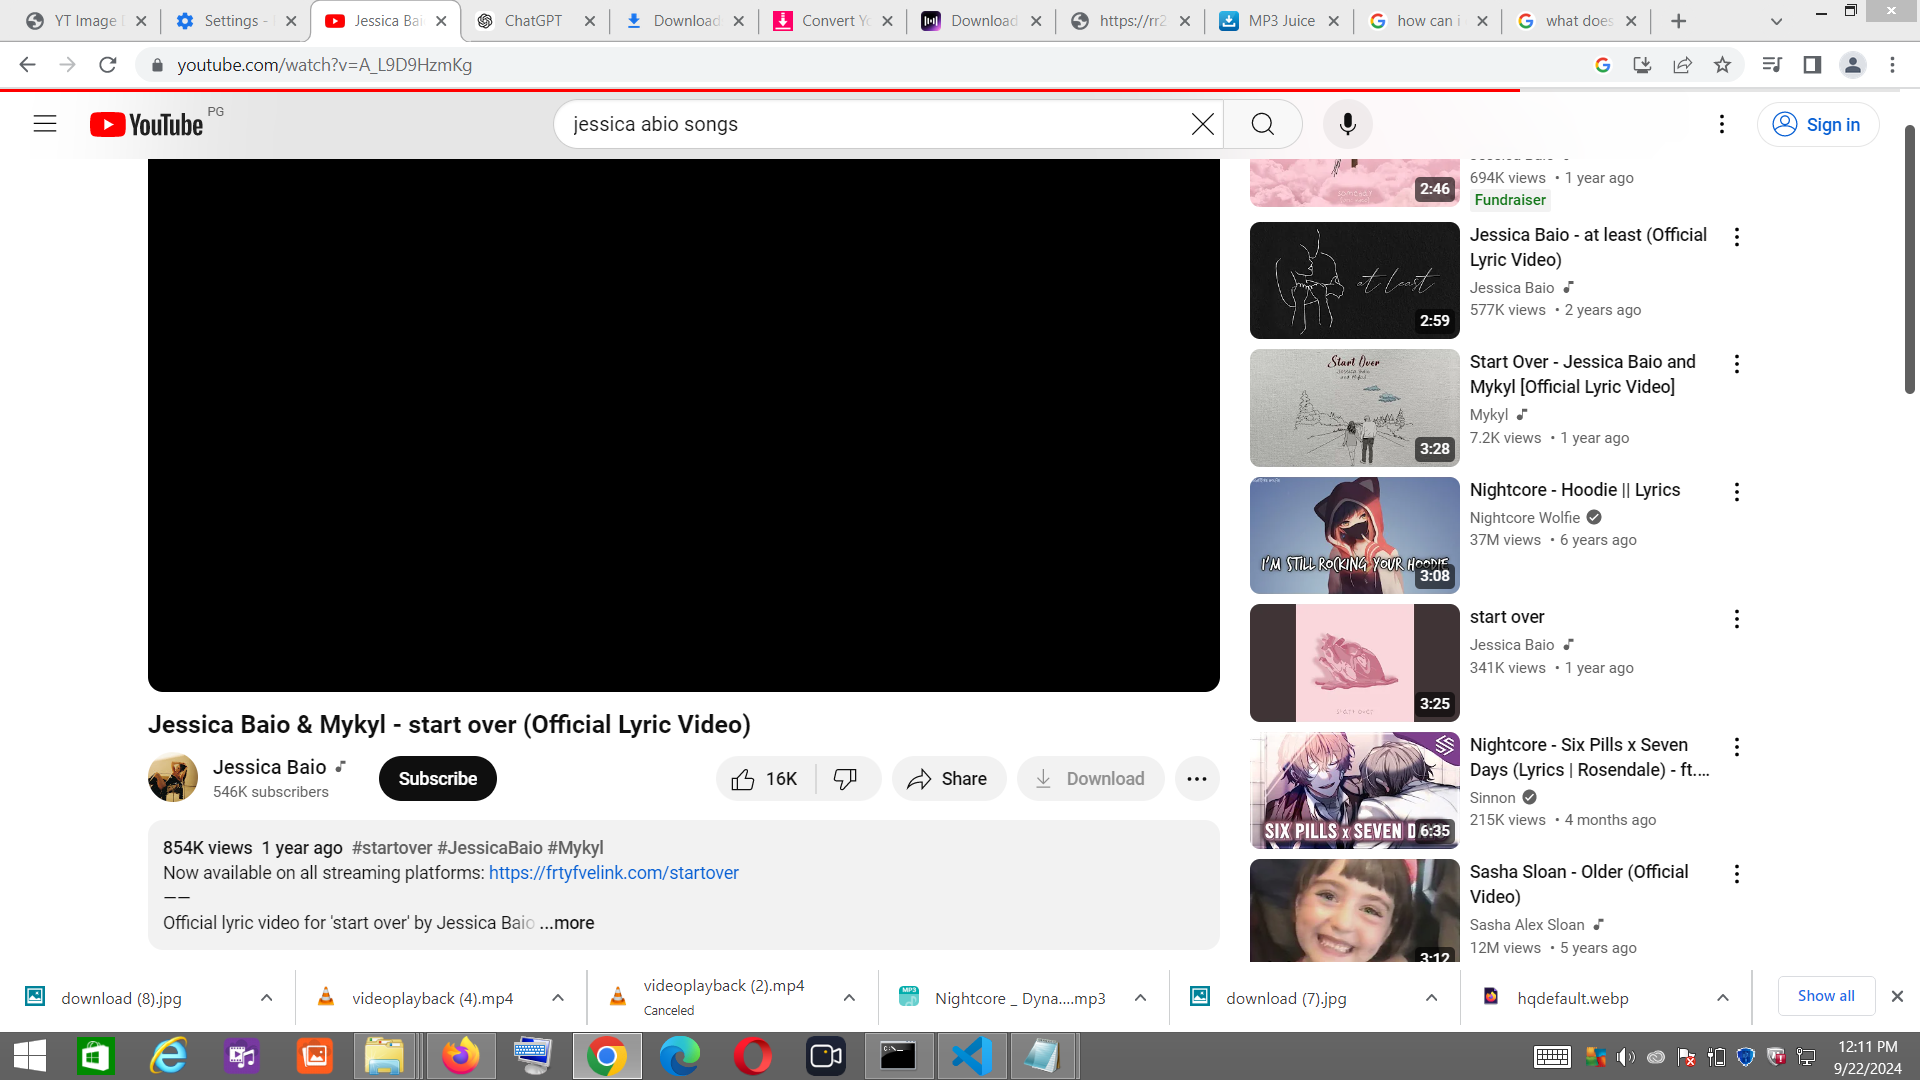 YT Image D
Settings -
Jessica Bai
ChatGPT
Download
Convert Yo
Download
https://rr2
MP3 Juice
how can i
what does
youtube.com/watch?v=A_L9D9HzmKg
YouTube PG
jessica abio songs
Sign in
694K views • 1 year ago
Fundraiser
someday
2:46
Jessica Baio - at least (Official
Lyric Video)
Jessica Baio
577K views • 2 years ago
at least
2:59
Start Over - Jessica Baio and
Mykyl [Official Lyric Video]
Mykyl
7.2K views • 1 year ago
Start Over
Jessica Baio
and Mykyl
3:28
Nightcore - Hoodie || Lyrics
Nightcore Wolfie
37M views • 6 years ago
I'M STILL ROCKING YOUR HOODIE
3:08
start over
Jessica Baio
341K views • 1 year ago
START OVER
3:25
Nightcore - Six Pills x Seven
Days (Lyrics | Rosendale) - ft....
Sinnon
215K views • 4 months ago
SIX PILLS x SEVEN D
6:35
Sasha Sloan - Older (Official
Video)
Sasha Alex Sloan
12M views • 5 years ago
3:12
Jessica Baio & Mykyl - start over (Official Lyric Video)
Jessica Baio
546K subscribers
Subscribe
16K
Share
Download
854K views 1 year ago #startover #JessicaBaio #Mykyl
Now available on all streaming platforms: https://frtyfvelink.com/startover
——
Official lyric video for 'start over' by Jessica Baio ...more
download (8).jpg
videoplayback (4).mp4
videoplayback (2).mp4
Canceled
MP3
Nightcore _ Dyna....mp3
download (7).jpg
hqdefault.webp
Show all
12:11 PM
9/22/2024